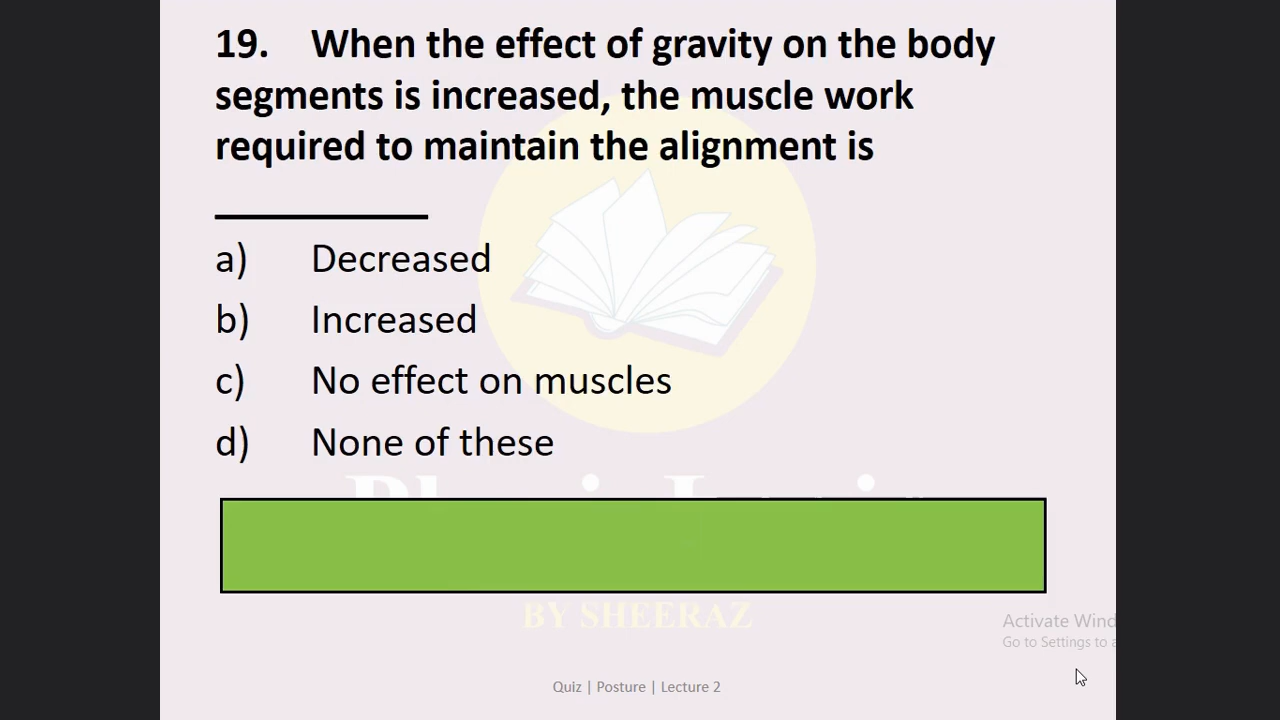 19. When the effect of gravity on the body
segments is increased, the muscle work
required to maintain the alignment is
__________
a) Decreased
b) Increased
c) No effect on muscles
d) None of these
BY SHEERAZ
Activate Wind
Go to Settings to a
Quiz | Posture | Lecture 2